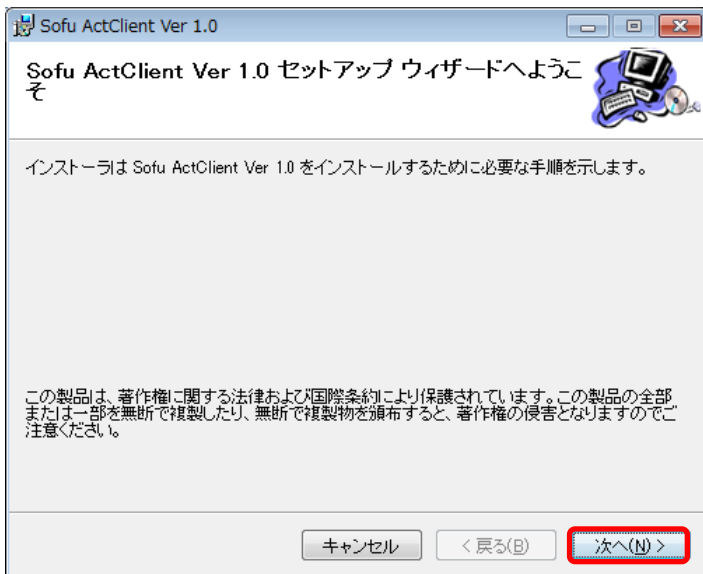 Sofu ActClient Ver 1.0
Sofu ActClient Ver 1.0 セットアップ ウィザードへようこ
そ
インストーラは Sofu ActClient Ver 1.0 をインストールするために必要な手順を示します。
この製品は、著作権に関する法律および国際条約により保護されています。この製品の全部
または一部を無断で複製したり、無断で複製物を頒布すると、著作権の侵害となりますのでご
注意ください。
キャンセル
< 戻る(B)
次へ(N) >